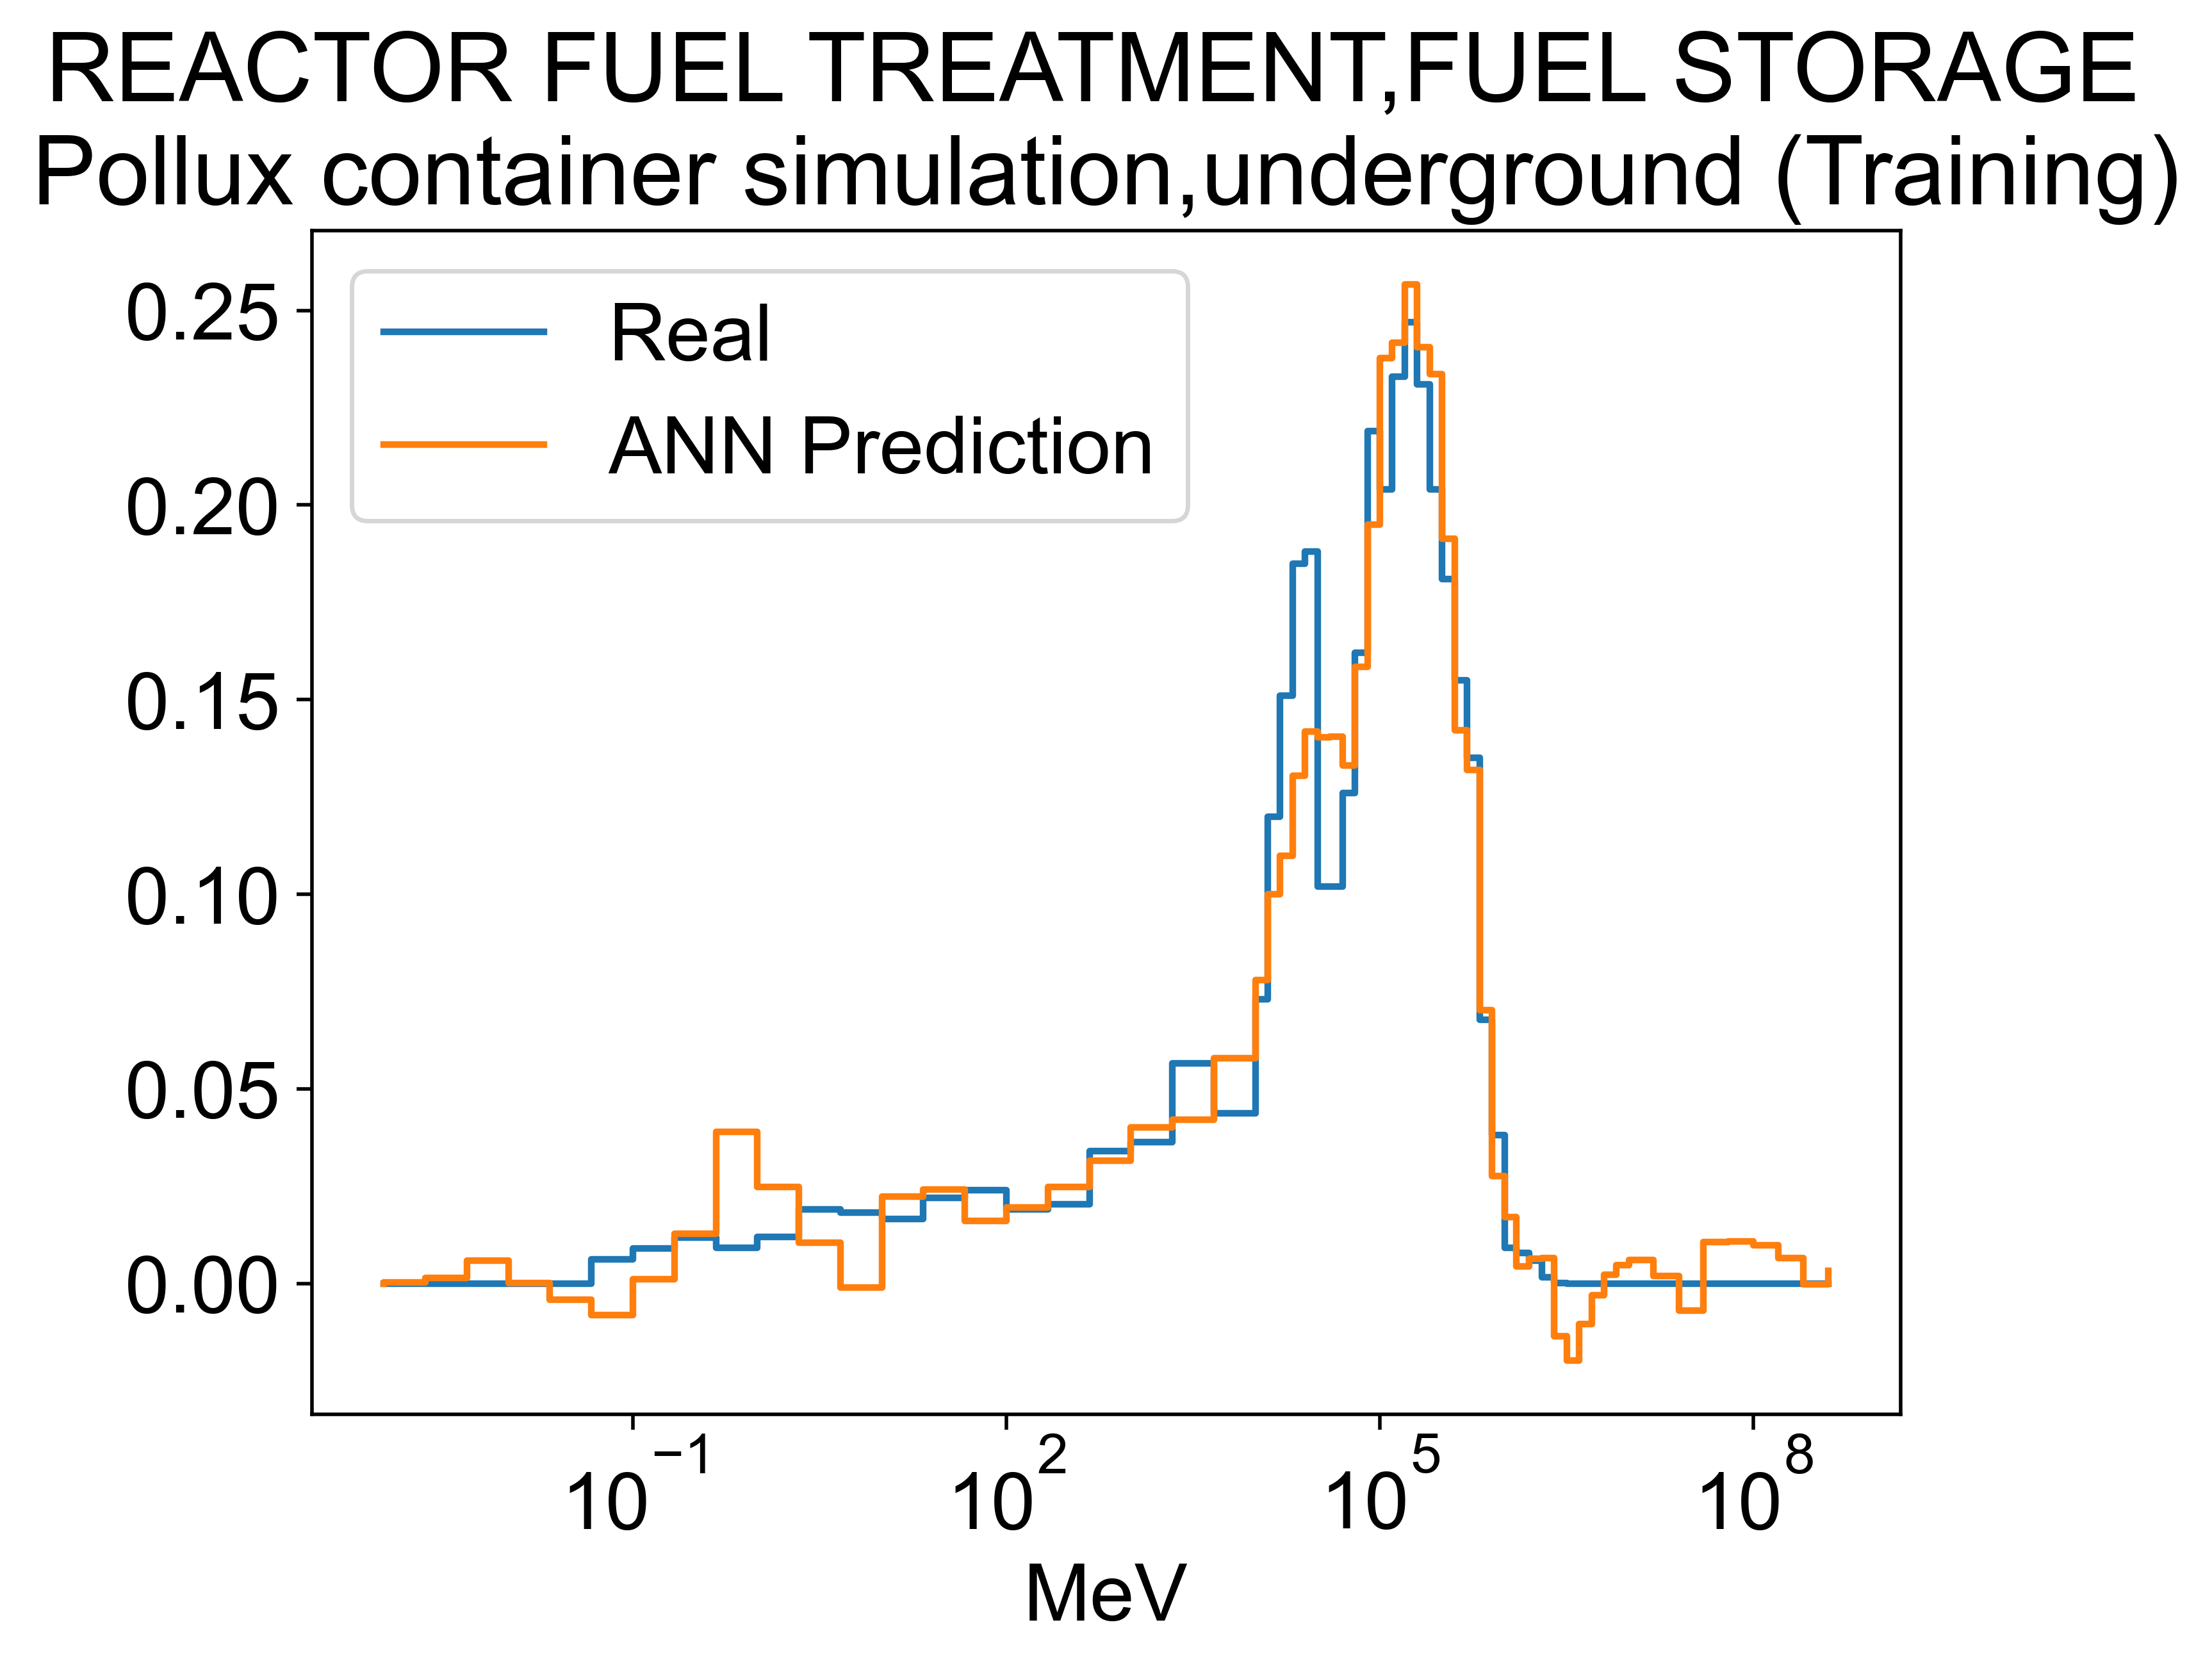 REACTOR FUEL TREATMENT,FUEL STORAGE
Pollux container simulation,underground (Training)
Real
ANN Prediction
0.25
0.20
0.15
0.10
0.05
0.00
10^−1 10^2 10^5 10^8
MeV